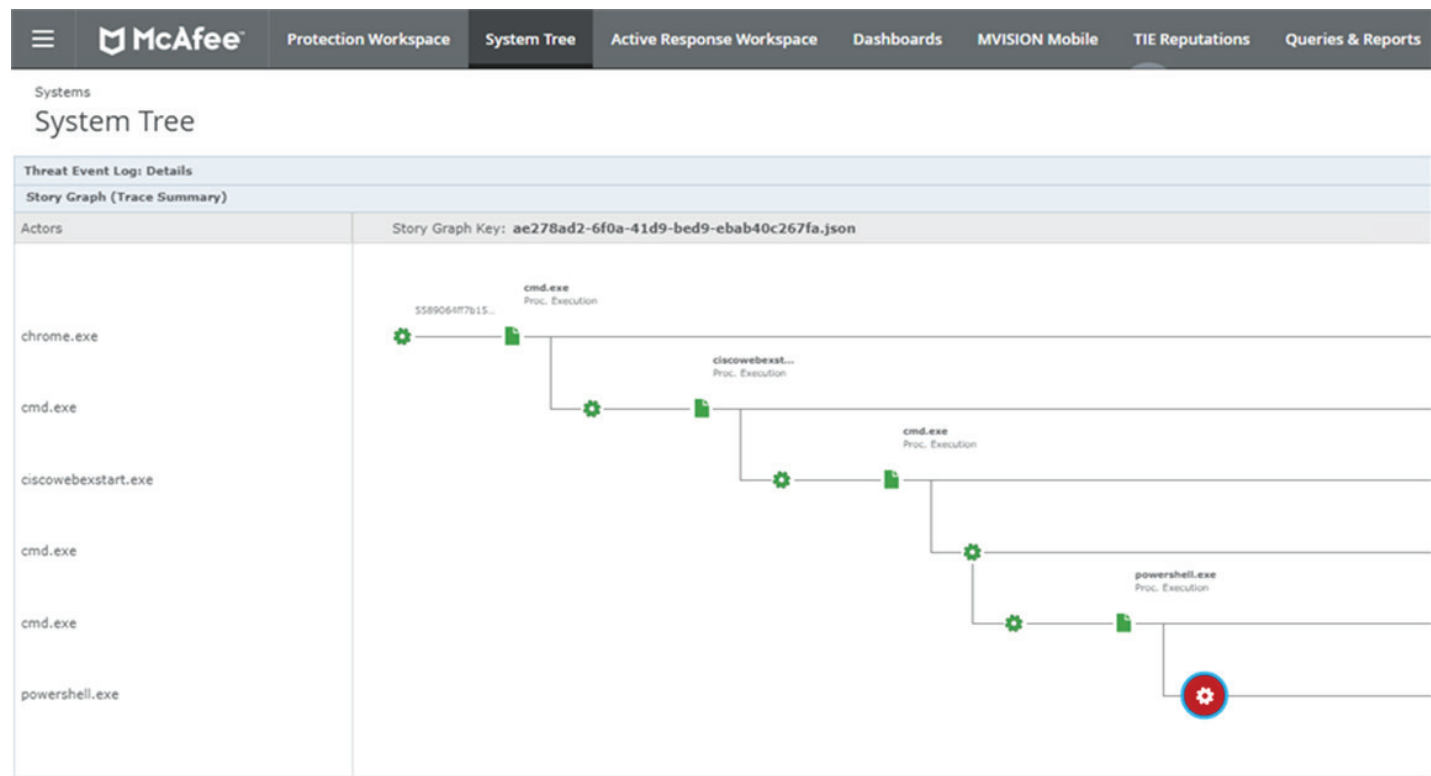 McAfee™ Protection Workspace System Tree Active Response Workspace Dashboards MVISION Mobile TIE Reputations Queries & Reports
Systems
System Tree
Threat Event Log: Details
Story Graph (Trace Summary)
Actors Story Graph Key: ae278ad2-6f0a-41d9-bed9-ebab40c267fa.json
cmd.exe
Proc. Execution
5589064ff7b15...
chrome.exe
ciscowebexst...
Proc. Execution
cmd.exe
cmd.exe
Proc. Execution
ciscowebexstart.exe
cmd.exe
powershell.exe
Proc. Execution
cmd.exe
powershell.exe